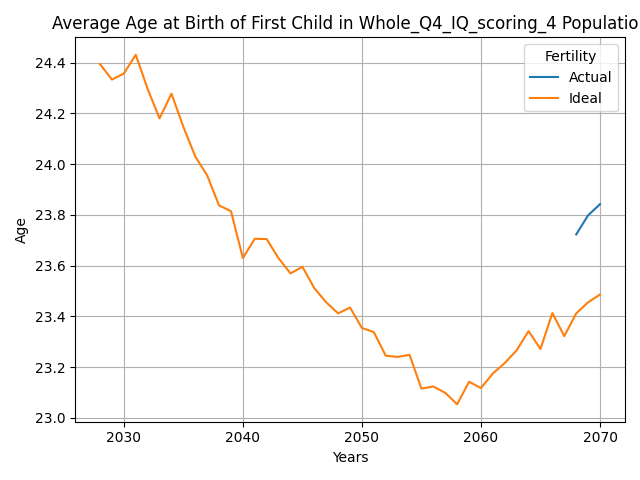 Average Age at Birth of First Child in Whole_Q4_IQ_scoring_4 Populatio
Fertility
Actual
Ideal
24.4
24.2
24.0
23.8
23.6
23.4
23.2
23.0
Age
2030
2040
2050
2060
2070
Years